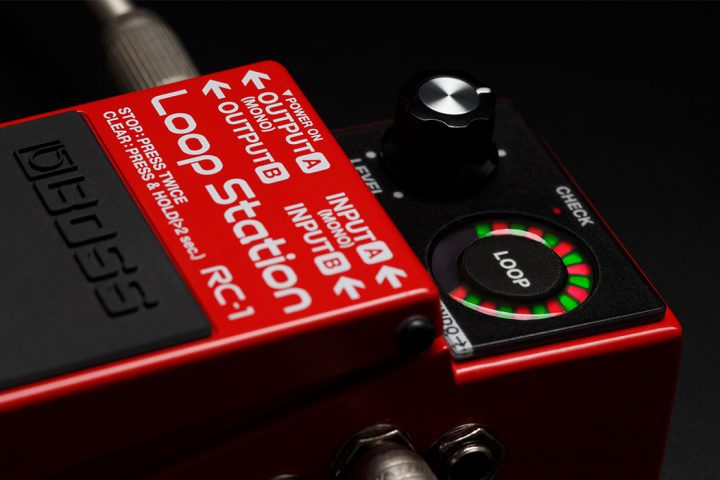 BOSS
STOP:PRESS TWICE
CLEAR:PRESS & HOLD(>2 sec.)
Loop Station
RC-1
▼POWER ON
OUTPUT A
(MONO)
OUTPUT B
INPUT A
(MONO)
INPUT B
LEVEL
CHECK
LOOP